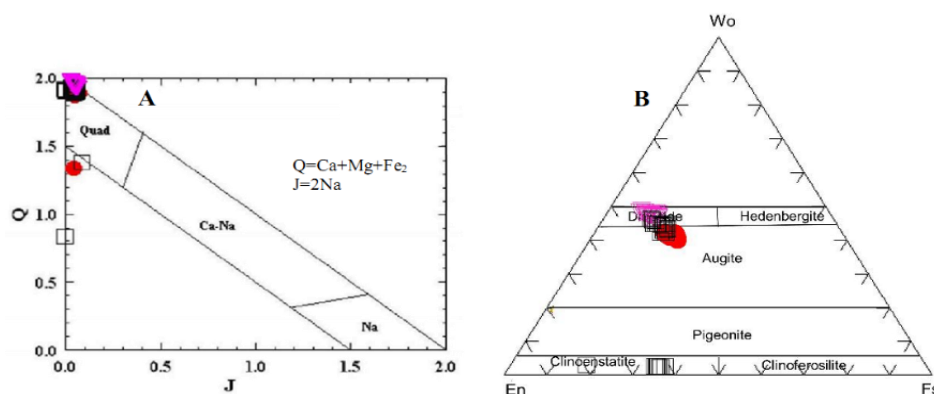 A
2.0
1.5
1.0
0.5
0.0
Q
Quad
Ca-Na
Na
Q=Ca+Mg+Fe₂
J=2Na
0.0 0.5 1.0 1.5 2.0
J
B
Wo
Hedenbergite
Augite
Pigeonite
Clinoenstatite
Clinoferosilite
En
Fs